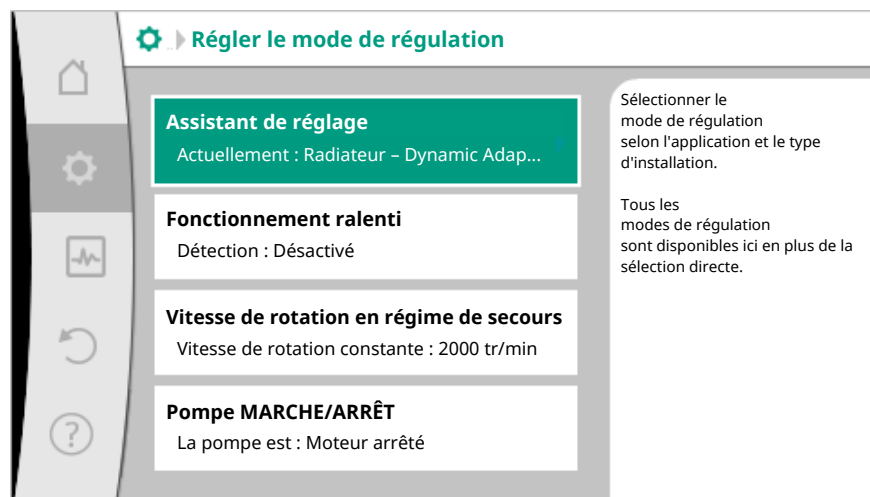 Régler le mode de régulation
Assistant de réglage
Actuellement : Radiateur – Dynamic Adap...
Fonctionnement ralenti
Détection : Désactivé
Vitesse de rotation en régime de secours
Vitesse de rotation constante : 2000 tr/min
Pompe MARCHE/ARRÊT
La pompe est : Moteur arrêté
Sélectionner le
mode de régulation
selon l'application et le type
d'installation.
Tous les
modes de régulation
sont disponibles ici en plus de la
sélection directe.
?